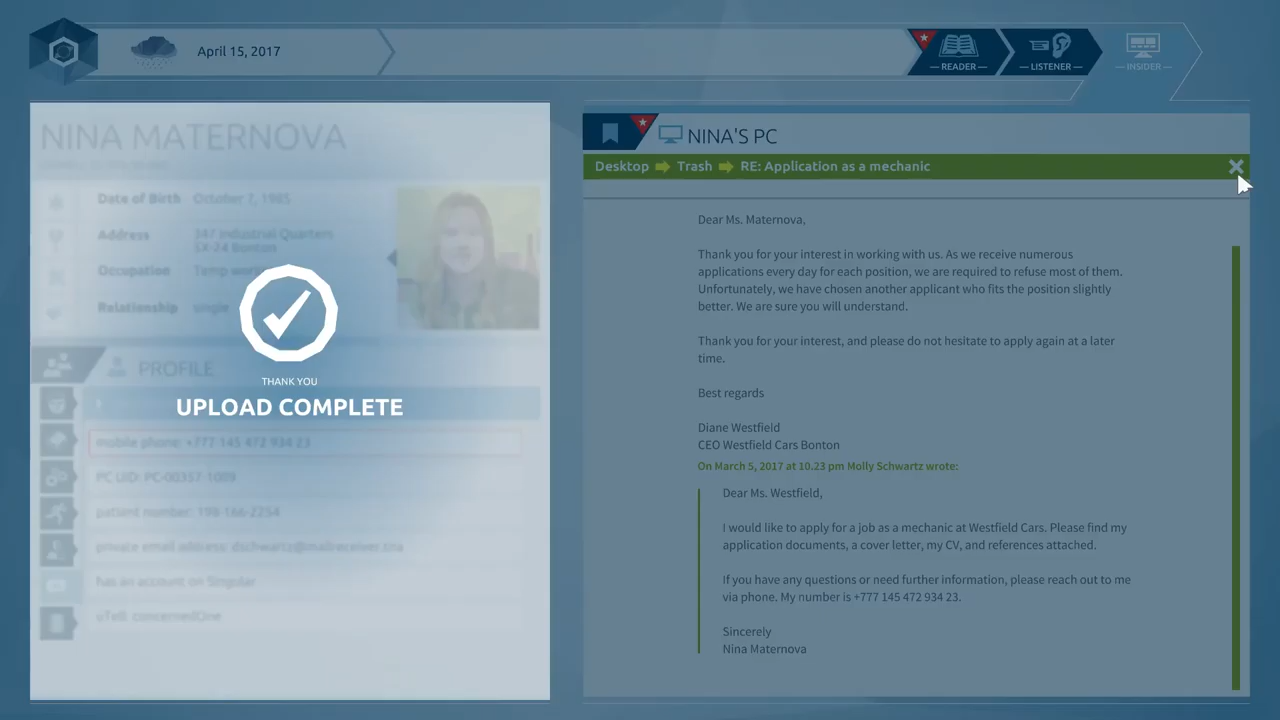 April 15, 2017
— READER —
— LISTENER —
— INSIDER —
NINA MATERNOVA
Date of Birth October 7, 1985
Address 347 Industrial Quarters
SX-24 Bonton
Occupation Temp
Relationship single
PROFILE
THANK YOU
UPLOAD COMPLETE
mobile phone: +777 145 472 934 23
PC UID: PC-00357-1089
patient number: 198-166-2254
private email address: dschwartz@mailreceiver.sna
has an account on Singular
vTell: concernedOne
NINA'S PC
Desktop Trash RE: Application as a mechanic
Dear Ms. Maternova,
Thank you for your interest in working with us. As we receive numerous
applications every day for each position, we are required to refuse most of them.
Unfortunately, we have chosen another applicant who fits the position slightly
better. We are sure you will understand.
Thank you for your interest, and please do not hesitate to apply again at a later
time.
Best regards
Diane Westfield
CEO Westfield Cars Bonton
On March 5, 2017 at 10.23 pm Molly Schwartz wrote:
Dear Ms. Westfield,
I would like to apply for a job as a mechanic at Westfield Cars. Please find my
application documents, a cover letter, my CV, and references attached.
If you have any questions or need further information, please reach out to me
via phone. My number is +777 145 472 934 23.
Sincerely
Nina Maternova